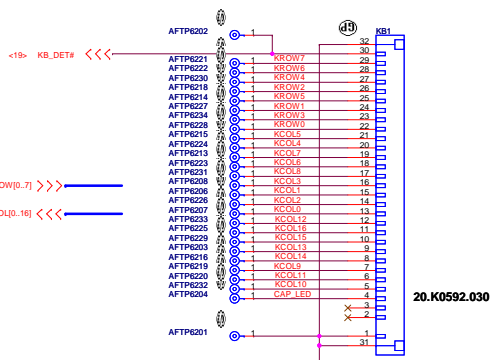 AFTP6202 1 GP KB1
32
<19> KB_DET# 30
AFTP6221 1 KROW7 29
AFTP6222 1 KROW6 28
AFTP6230 1 KROW4 27
AFTP6218 1 KROW2 26
AFTP6214 1 KROW5 25
AFTP6227 1 KROW1 24
AFTP6234 1 KROW3 23
AFTP6228 1 KROW0 22
AFTP6215 1 KCOL5 21
AFTP6224 1 KCOL4 20
AFTP6213 1 KCOL7 19
AFTP6223 1 KCOL6 18
AFTP6231 1 KCOL8 17
AFTP6208 1 KCOL3 16
OW[0..7]
AFTP6206 1 KCOL1 15
AFTP6226 1 KCOL2 14
AFTP6207 1 KCOL0 13
OL[0..16]
AFTP6233 1 KCOL12 12
AFTP6225 1 KCOL16 11
AFTP6229 1 KCOL15 10
AFTP6203 1 KCOL13 9
AFTP6216 1 KCOL14 8
AFTP6219 1 KCOL9 7
AFTP6220 1 KCOL11 6
AFTP6232 1 KCOL10 5
AFTP6204 1 CAP_LED 4
20.K0592.030
3
2
AFTP6201 1 1
31